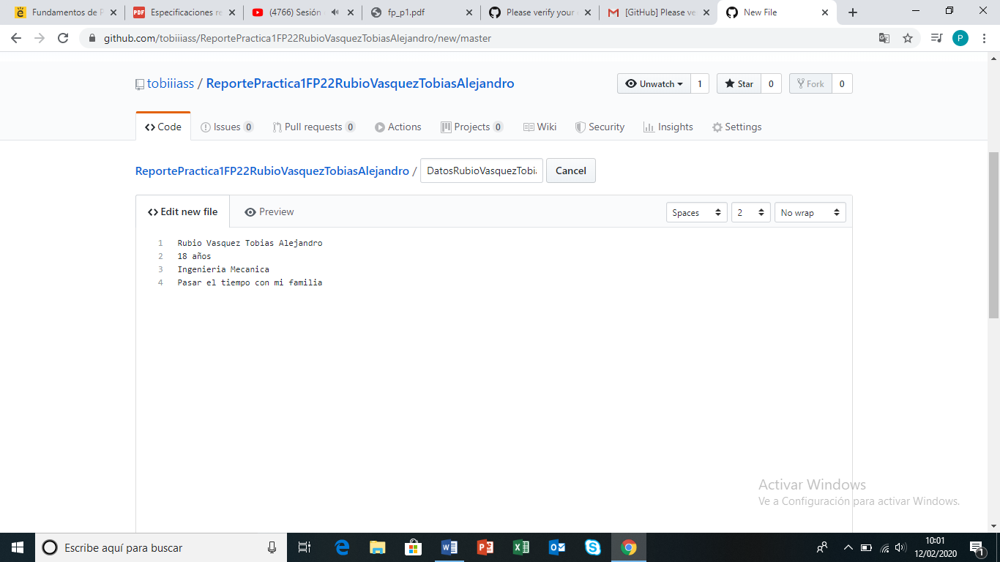 Fundamentos de P
Especificaciones re
(4766) Sesión
fp_p1.pdf
Please verify your
[GitHub] Please ve
New File
github.com/tobiiiass/ReportePractica1FP22RubioVasquezTobiasAlejandro/new/master
P
tobiiiass / ReportePractica1FP22RubioVasquezTobiasAlejandro
Unwatch 1
Star 0
Fork 0
Code
Issues 0
Pull requests 0
Actions
Projects 0
Wiki
Security
Insights
Settings
ReportePractica1FP22RubioVasquezTobiasAlejandro / DatosRubioVasquezTobia
Cancel
Edit new file
Preview
Spaces
2
No wrap
1 Rubio Vasquez Tobias Alejandro
2 18 años
3 Ingenieria Mecanica
4 Pasar el tiempo con mi familia
Activar Windows
Ve a Configuración para activar Windows.
Escribe aquí para buscar
10:01
12/02/2020
1